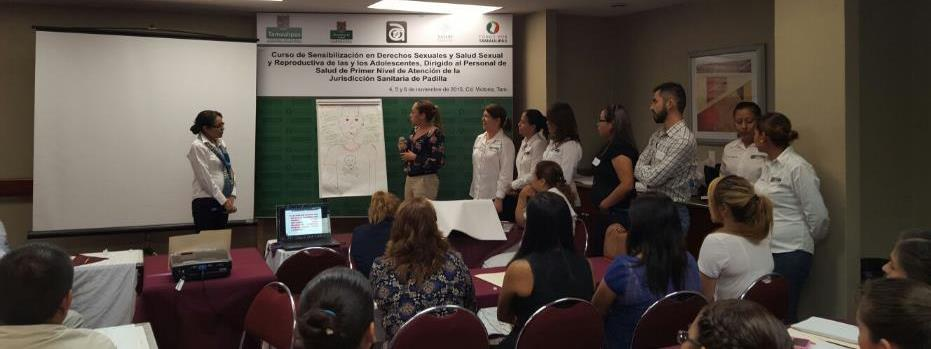 Tamaulipas
SALUD
TAMAULIPAS
Curso de Sensibilización en Derechos Sexuales y Salud Sexual
y Reproductiva de las y los Adolescentes, Dirigido al Personal de
Salud de Primer Nivel de Atención de la
Jurisdicción Sanitaria de Padilla
4, 5 y 6 de noviembre de 2015, Cd. Victoria, Tam